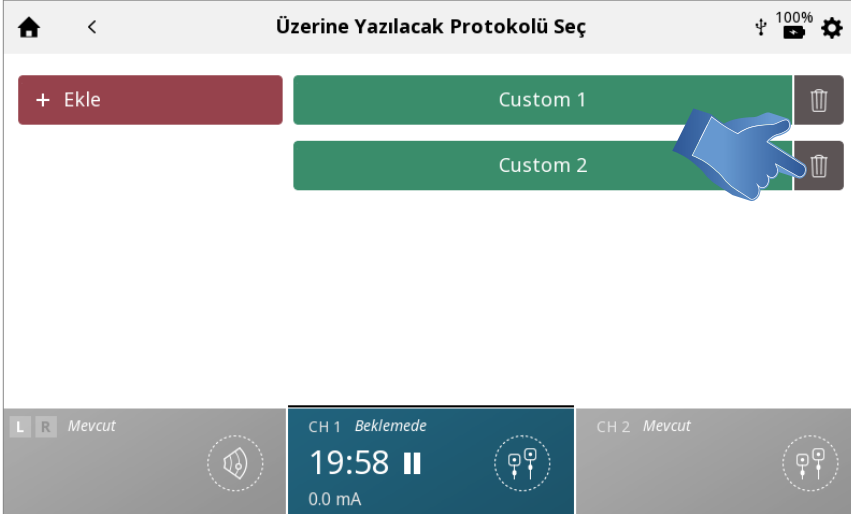 Üzerine Yazılacak Protokolü Seç
100%
+ Ekle
Custom 1
Custom 2
L R Mevcut
CH 1 Beklemede
19:58
0.0 mA
CH 2 Mevcut